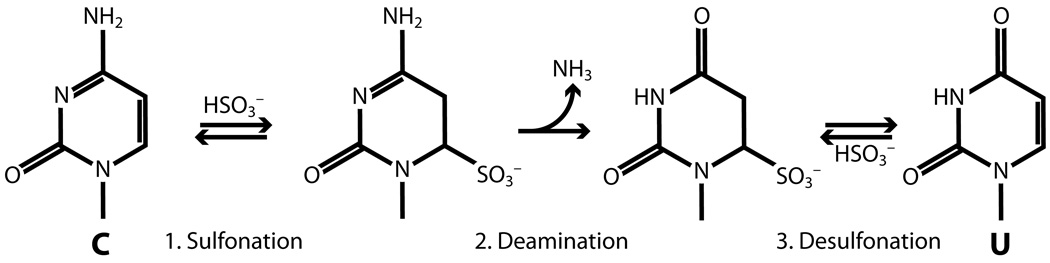 NH₂
N
O
N
C
HSO₃⁻
1. Sulfonation
NH₂
N
O
N
SO₃⁻
NH₃
2. Deamination
O
HN
O
N
SO₃⁻
HSO₃⁻
3. Desulfonation
O
HN
O
N
U